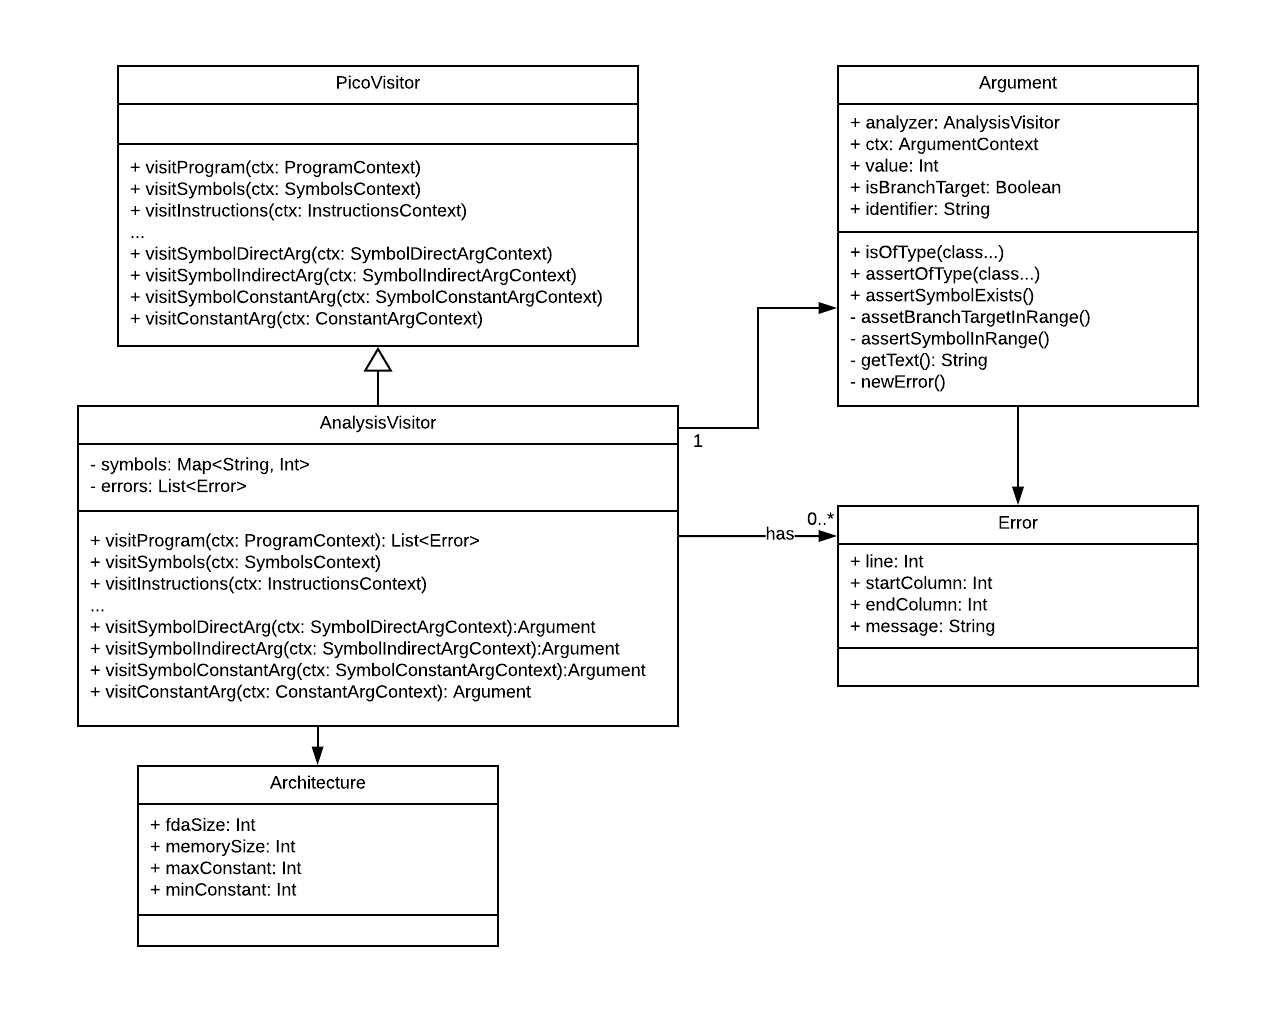 PicoVisitor
+ visitProgram(ctx: ProgramContext)
+ visitSymbols(ctx: SymbolsContext)
+ visitInstructions(ctx: InstructionsContext)
...
+ visitSymbolDirectArg(ctx: SymbolDirectArgContext)
+ visitSymbolIndirectArg(ctx: SymbolIndirectArgContext)
+ visitSymbolConstantArg(ctx: SymbolConstantArgContext)
+ visitConstantArg(ctx: ConstantArgContext)
Argument
+ analyzer: AnalysisVisitor
+ ctx: ArgumentContext
+ value: Int
+ isBranchTarget: Boolean
+ identifier: String
+ isOfType(class...)
+ assertOfType(class...)
+ assertSymbolExists()
- assetBranchTargetInRange()
- assertSymbolInRange()
- getText(): String
- newError()
AnalysisVisitor
- symbols: Map<String, Int>
- errors: List<Error>
+ visitProgram(ctx: ProgramContext): List<Error>
+ visitSymbols(ctx: SymbolsContext)
+ visitInstructions(ctx: InstructionsContext)
...
+ visitSymbolDirectArg(ctx: SymbolDirectArgContext):Argument
+ visitSymbolIndirectArg(ctx: SymbolIndirectArgContext):Argument
+ visitSymbolConstantArg(ctx: SymbolConstantArgContext):Argument
+ visitConstantArg(ctx: ConstantArgContext): Argument
1
has
0..*
Error
+ line: Int
+ startColumn: Int
+ endColumn: Int
+ message: String
Architecture
+ fdaSize: Int
+ memorySize: Int
+ maxConstant: Int
+ minConstant: Int